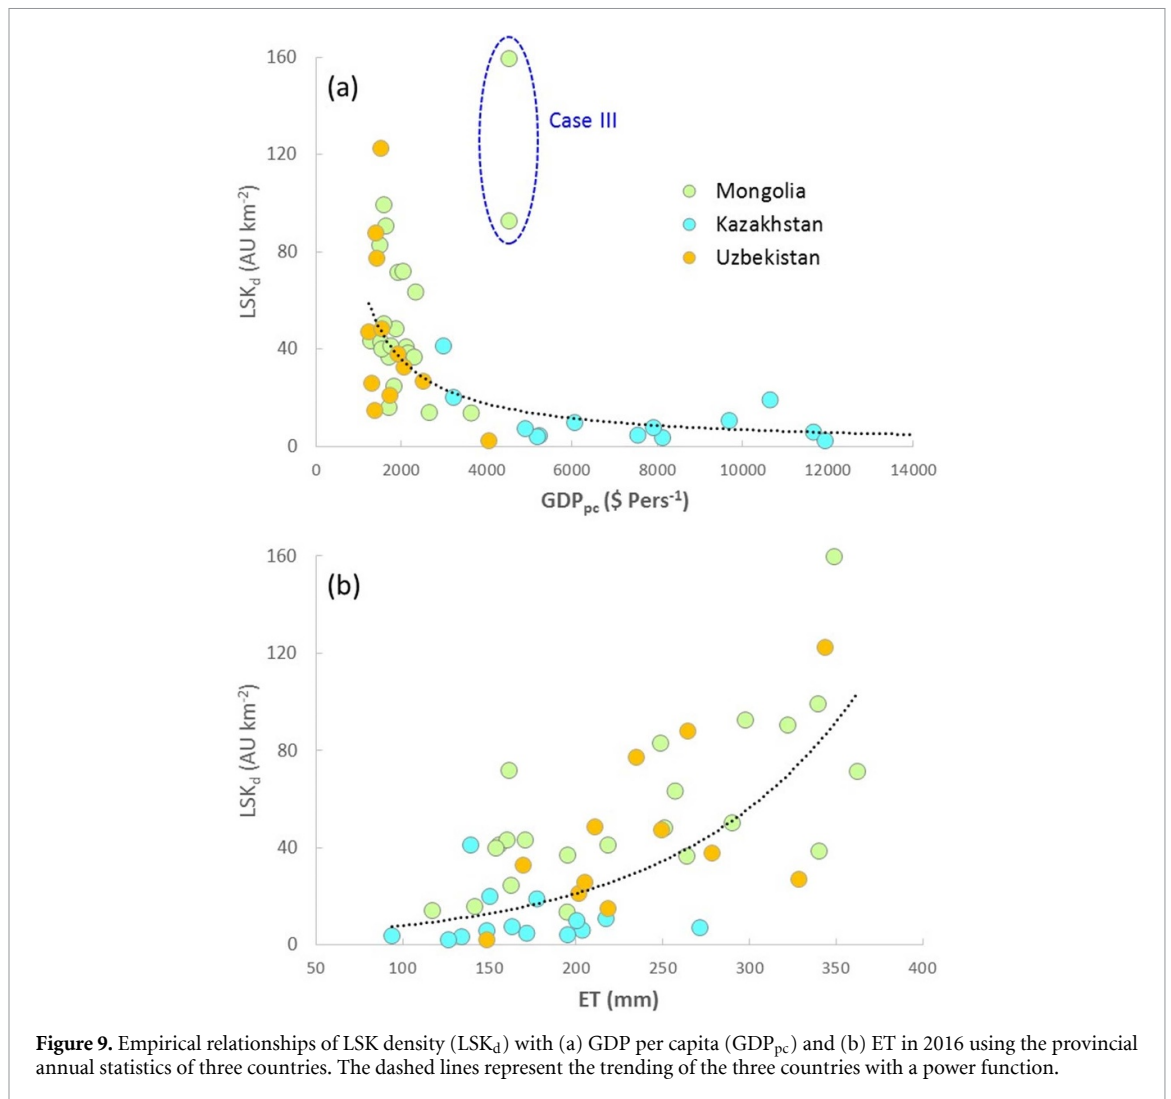 160
(a)
Case III
120
Mongolia
Kazakhstan
Uzbekistan
80
40
0
LSKd (AU km-2)
0 2000 4000 6000 8000 10000 12000 14000
GDPpc ($ Pers-1)
160
(b)
120
80
40
0
LSKd (AU km-2)
50 100 150 200 250 300 350 400
ET (mm)
Figure 9. Empirical relationships of LSK density (LSKd) with (a) GDP per capita (GDPpc) and (b) ET in 2016 using the provincial
annual statistics of three countries. The dashed lines represent the trending of the three countries with a power function.